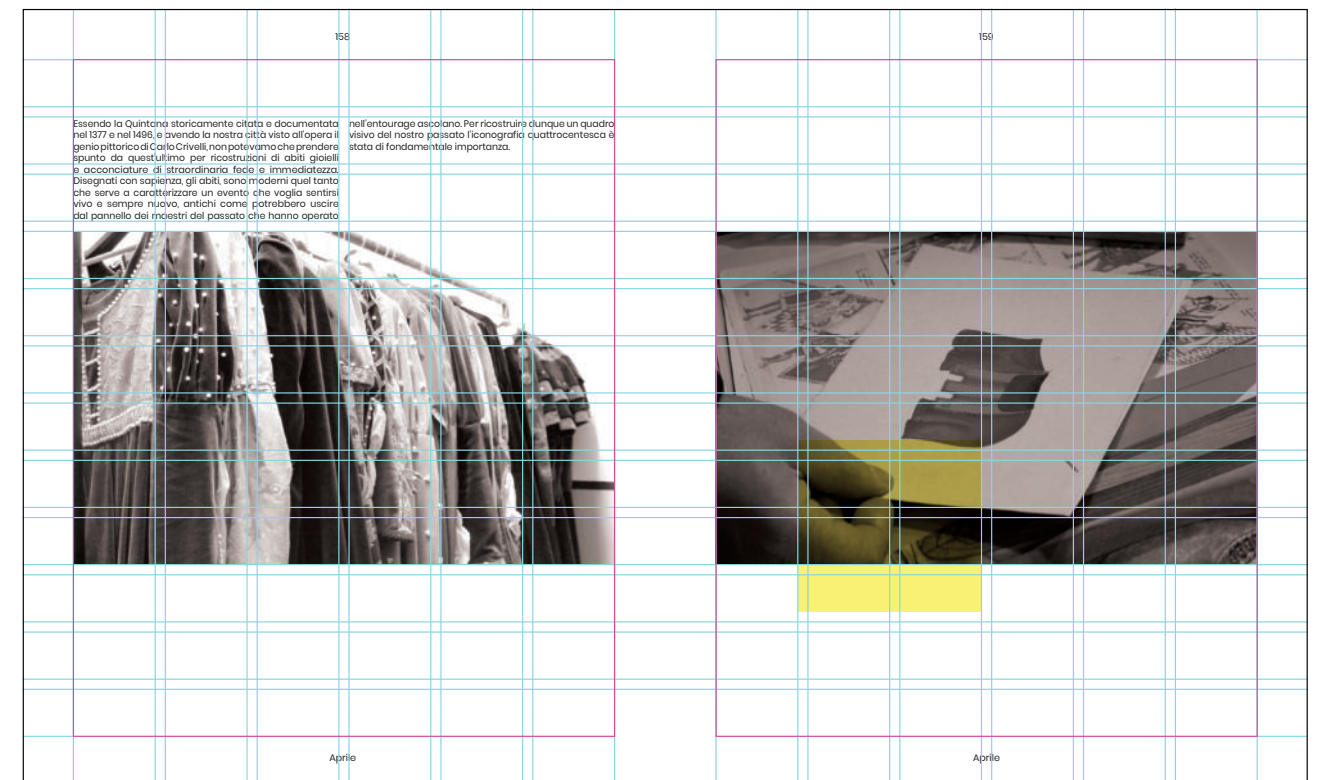 158
159
Essendo la Quintana storicamente citata e documentata
nel 1377 e nel 1496, e avendo la nostra città visto all'opera il
genio pittorico di Carlo Crivelli, non potevamo che prendere
spunto da quest'ultimo per ricostruzioni di abiti gioielli
e acconciature di straordinaria fede e immediatezza.
Disegnati con sapienza, gli abiti, sono moderni quel tanto
che serve a caratterizzare un evento che voglia sentirsi
vivo e sempre nuovo, antichi come potrebbero uscire
dal pannello dei maestri del passato che hanno operato
nell'entourage ascolano. Per ricostruire dunque un quadro
visivo del nostro passato l'iconografia quattrocentesca è
stata di fondamentale importanza.
Aprile
Aprile